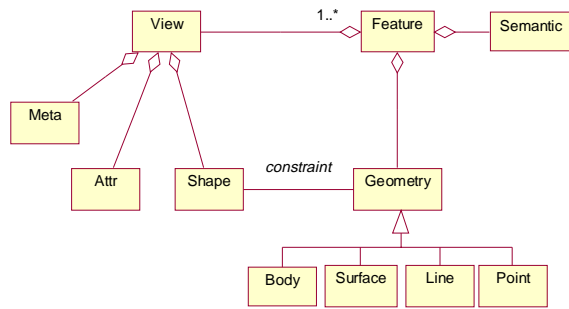 View
1..*
Feature
Semantic
Meta
Attr
Shape
constraint
Geometry
Body
Surface
Line
Point